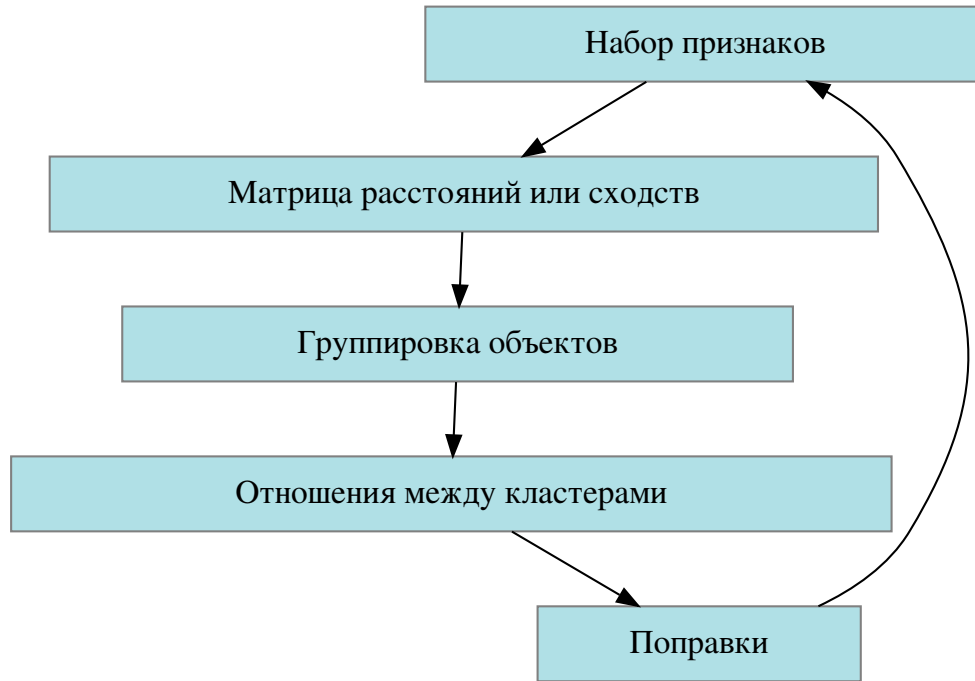 Набор признаков
Матрица расстояний или сходств
Группировка объектов
Отношения между кластерами
Поправки